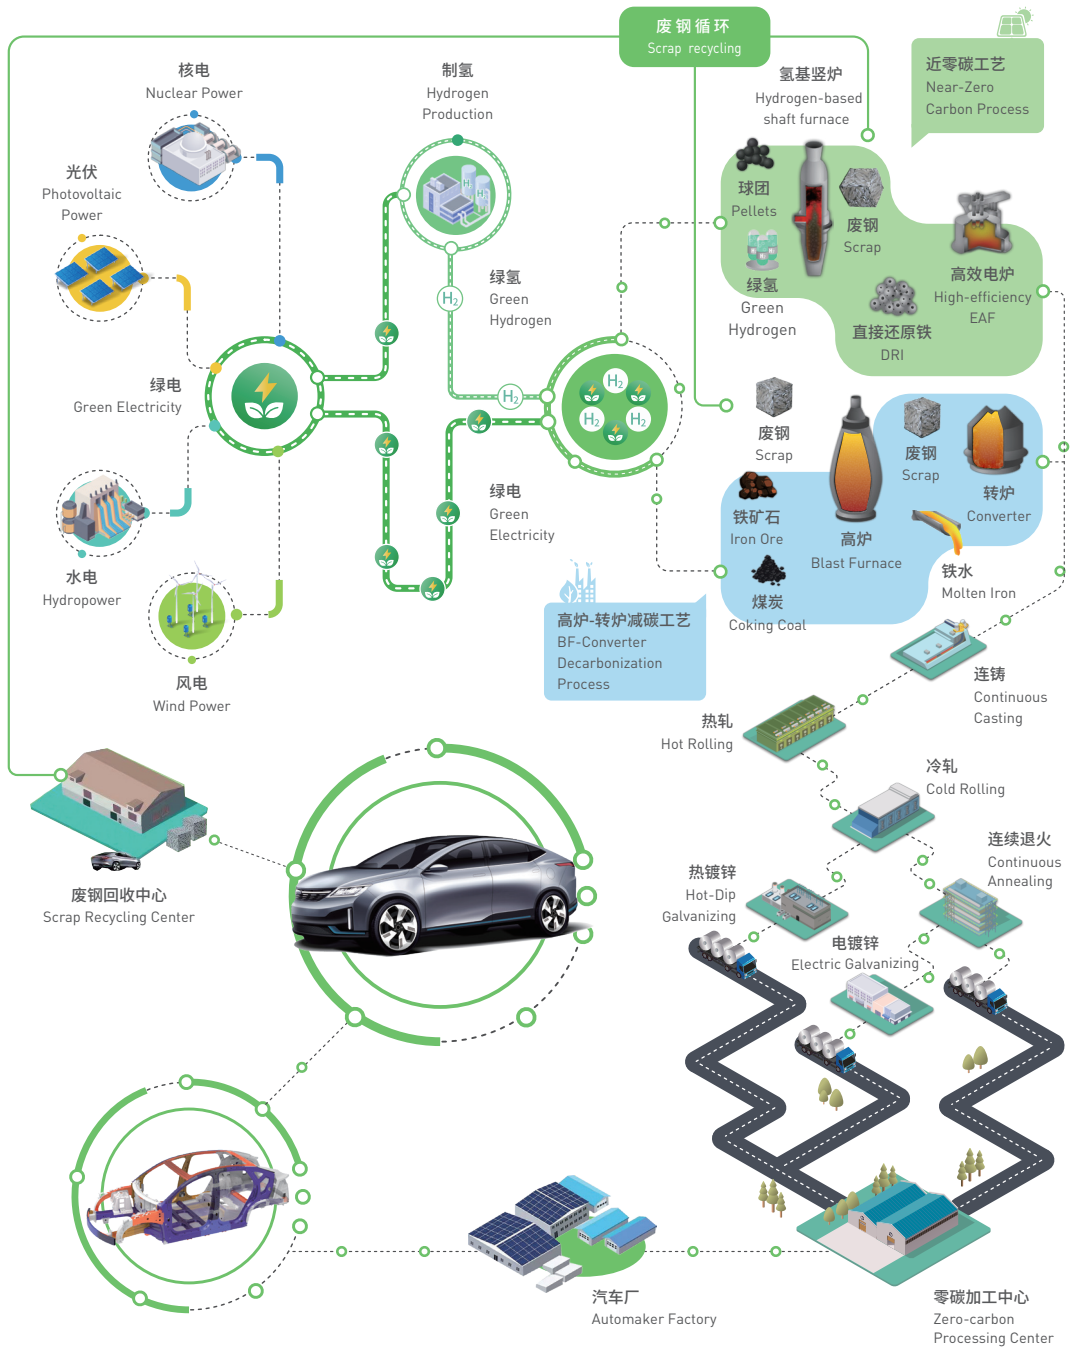 废钢循环
Scrap recycling
近零碳工艺
Near-Zero
Carbon Process
核电
Nuclear Power
制氢
Hydrogen
Production
氢基竖炉
Hydrogen-based
shaft furnace
光伏
Photovoltaic
Power
H₂
H₂
球团
Pellets
废钢
Scrap
绿氢
Green
Hydrogen
高效电炉
High-efficiency
EAF
直接还原铁
DRI
绿氢
Green
Hydrogen
H₂
H₂
H₂
H₂
H₂
绿电
Green Electricity
废钢
Scrap
废钢
Scrap
转炉
Converter
铁矿石
Iron Ore
高炉
Blast Furnace
煤炭
Coking Coal
铁水
Molten Iron
绿电
Green
Electricity
水电
Hydropower
高炉-转炉减碳工艺
BF-Converter
Decarbonization
Process
风电
Wind Power
连铸
Continuous
Casting
热轧
Hot Rolling
冷轧
Cold Rolling
连续退火
Continuous
Annealing
热镀锌
Hot-Dip
Galvanizing
电镀锌
Electric Galvanizing
废钢回收中心
Scrap Recycling Center
汽车厂
Automaker Factory
零碳加工中心
Zero-carbon
Processing Center